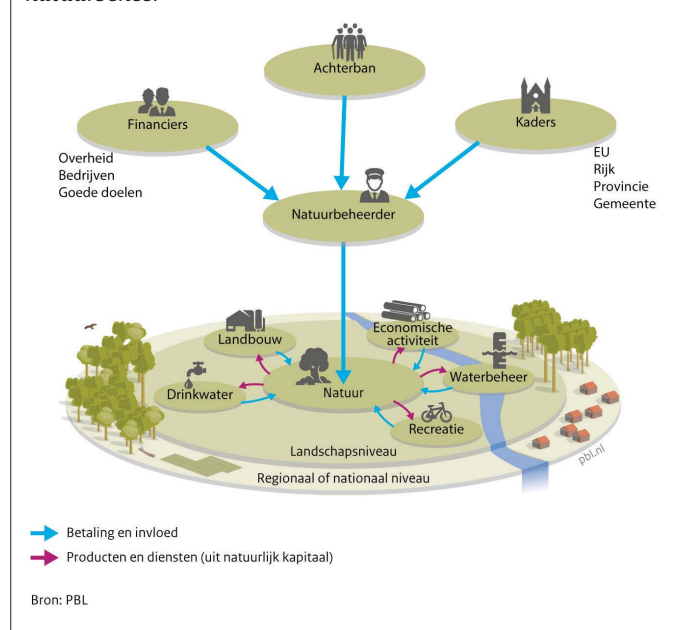 Achterban
Financiers
Kaders
Overheid
Bedrijven
Goede doelen
EU
Rijk
Provincie
Gemeente
Natuurbeheerder
Landbouw
Economische
activiteit
Drinkwater
Natuur
Waterbeheer
Recreatie
Landschapsniveau
Regionaal of nationaal niveau
pbl.nl
Betaling en invloed
Producten en diensten (uit natuurlijk kapitaal)
Bron: PBL